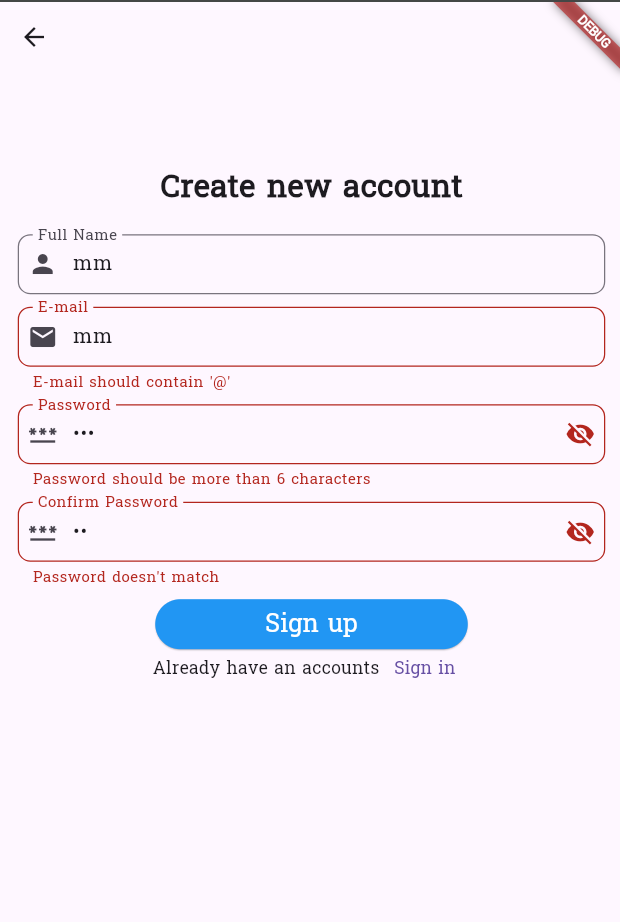 DEBUG
Create new account
Full Name
mm
E-mail
mm
E-mail should contain '@'
Password
•••
Password should be more than 6 characters
Confirm Password
••
Password doesn't match
Sign up
Already have an accounts Sign in